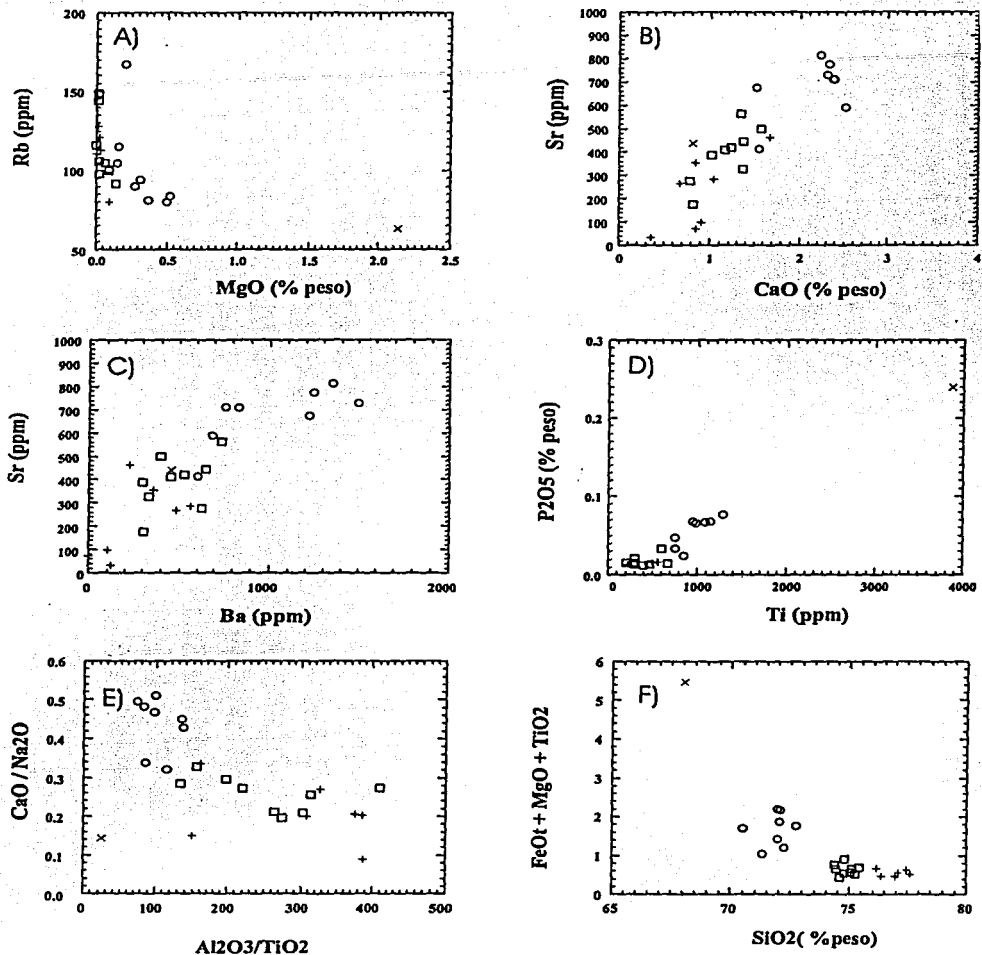 A)
Rb (ppm)
200
150
100
50
0.0 0.5 1.0 1.5 2.0 2.5
MgO (% peso)
B)
Sr (ppm)
1000
900
800
700
600
500
400
300
200
100
0
0 1 2 3 4
CaO (% peso)
C)
Sr (ppm)
1000
900
800
700
600
500
400
300
200
100
0
0 1000 2000
Ba (ppm)
D)
P2O5 (% peso)
0.3
0.2
0.1
0.0
0 1000 2000 3000 4000
Ti (ppm)
E)
CaO / Na2O
0.6
0.5
0.4
0.3
0.2
0.1
0.0
0 100 200 300 400 500
Al2O3/TiO2
F)
FeOt + MgO + TiO2
6
5
4
3
2
1
0
65 70 75 80
SiO2( %peso)